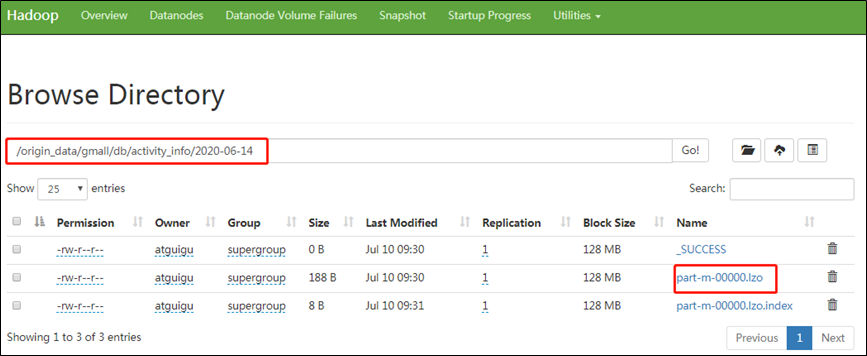 Hadoop Overview Datanodes Datanode Volume Failures Snapshot Startup Progress Utilities
Browse Directory
/origin_data/gmall/db/activity_info/2020-06-14 Go!
Show 25 entries Search:
Permission Owner Group Size Last Modified Replication Block Size Name
-rw-r--r-- atguigu supergroup 0 B Jul 10 09:30 1 128 MB _SUCCESS
-rw-r--r-- atguigu supergroup 188 B Jul 10 09:30 1 128 MB part-m-00000.lzo
-rw-r--r-- atguigu supergroup 8 B Jul 10 09:31 1 128 MB part-m-00000.lzo.index
Showing 1 to 3 of 3 entries Previous 1 Next